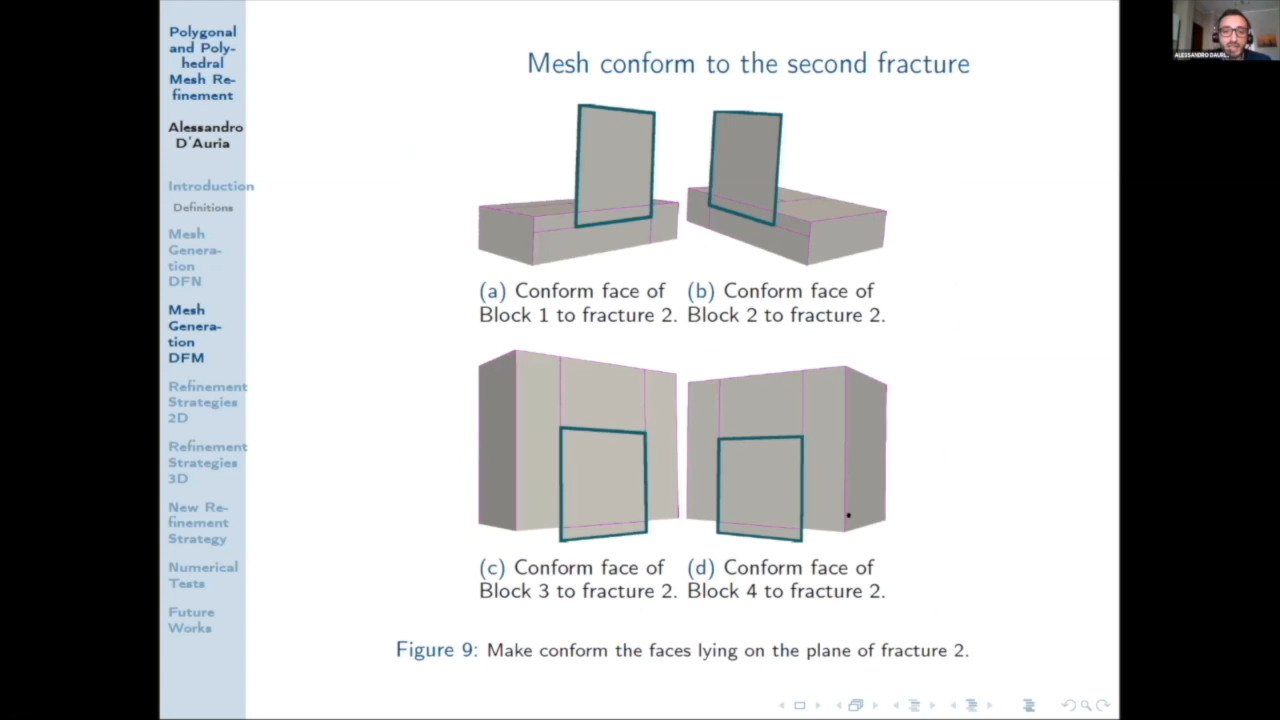 Polygonal
and Poly-
hedral
Mesh Re-
finement
Alessandro
D'Auria
Introduction
Definitions
Mesh
Genera-
tion
DFN
Mesh
Genera-
tion
DFM
Refinement
Strategies
2D
Refinement
Strategies
3D
New Re-
finement
Strategy
Numerical
Tests
Future
Works
Mesh conform to the second fracture
(a) Conform face of
Block 1 to fracture 2.
(b) Conform face of
Block 2 to fracture 2.
(c) Conform face of
Block 3 to fracture 2.
(d) Conform face of
Block 4 to fracture 2.
Figure 9: Make conform the faces lying on the plane of fracture 2.
ALESSANDRO